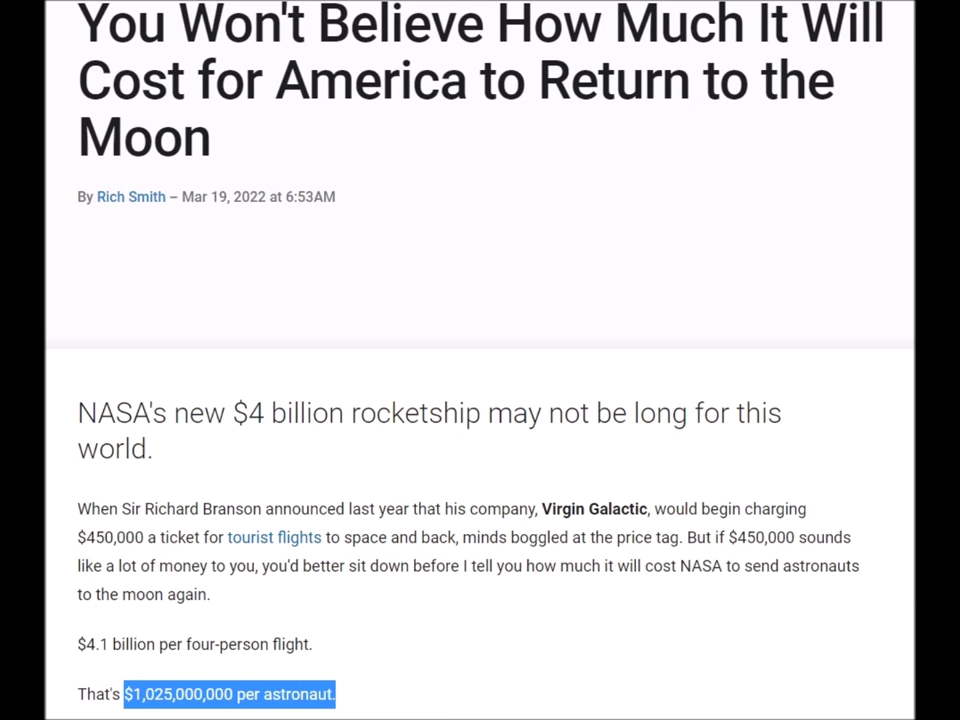 You Won't Believe How Much It Will
Cost for America to Return to the
Moon
By Rich Smith – Mar 19, 2022 at 6:53AM
NASA's new $4 billion rocketship may not be long for this
world.
When Sir Richard Branson announced last year that his company, Virgin Galactic, would begin charging
$450,000 a ticket for tourist flights to space and back, minds boggled at the price tag. But if $450,000 sounds
like a lot of money to you, you'd better sit down before I tell you how much it will cost NASA to send astronauts
to the moon again.
$4.1 billion per four-person flight.
That's $1,025,000,000 per astronaut.